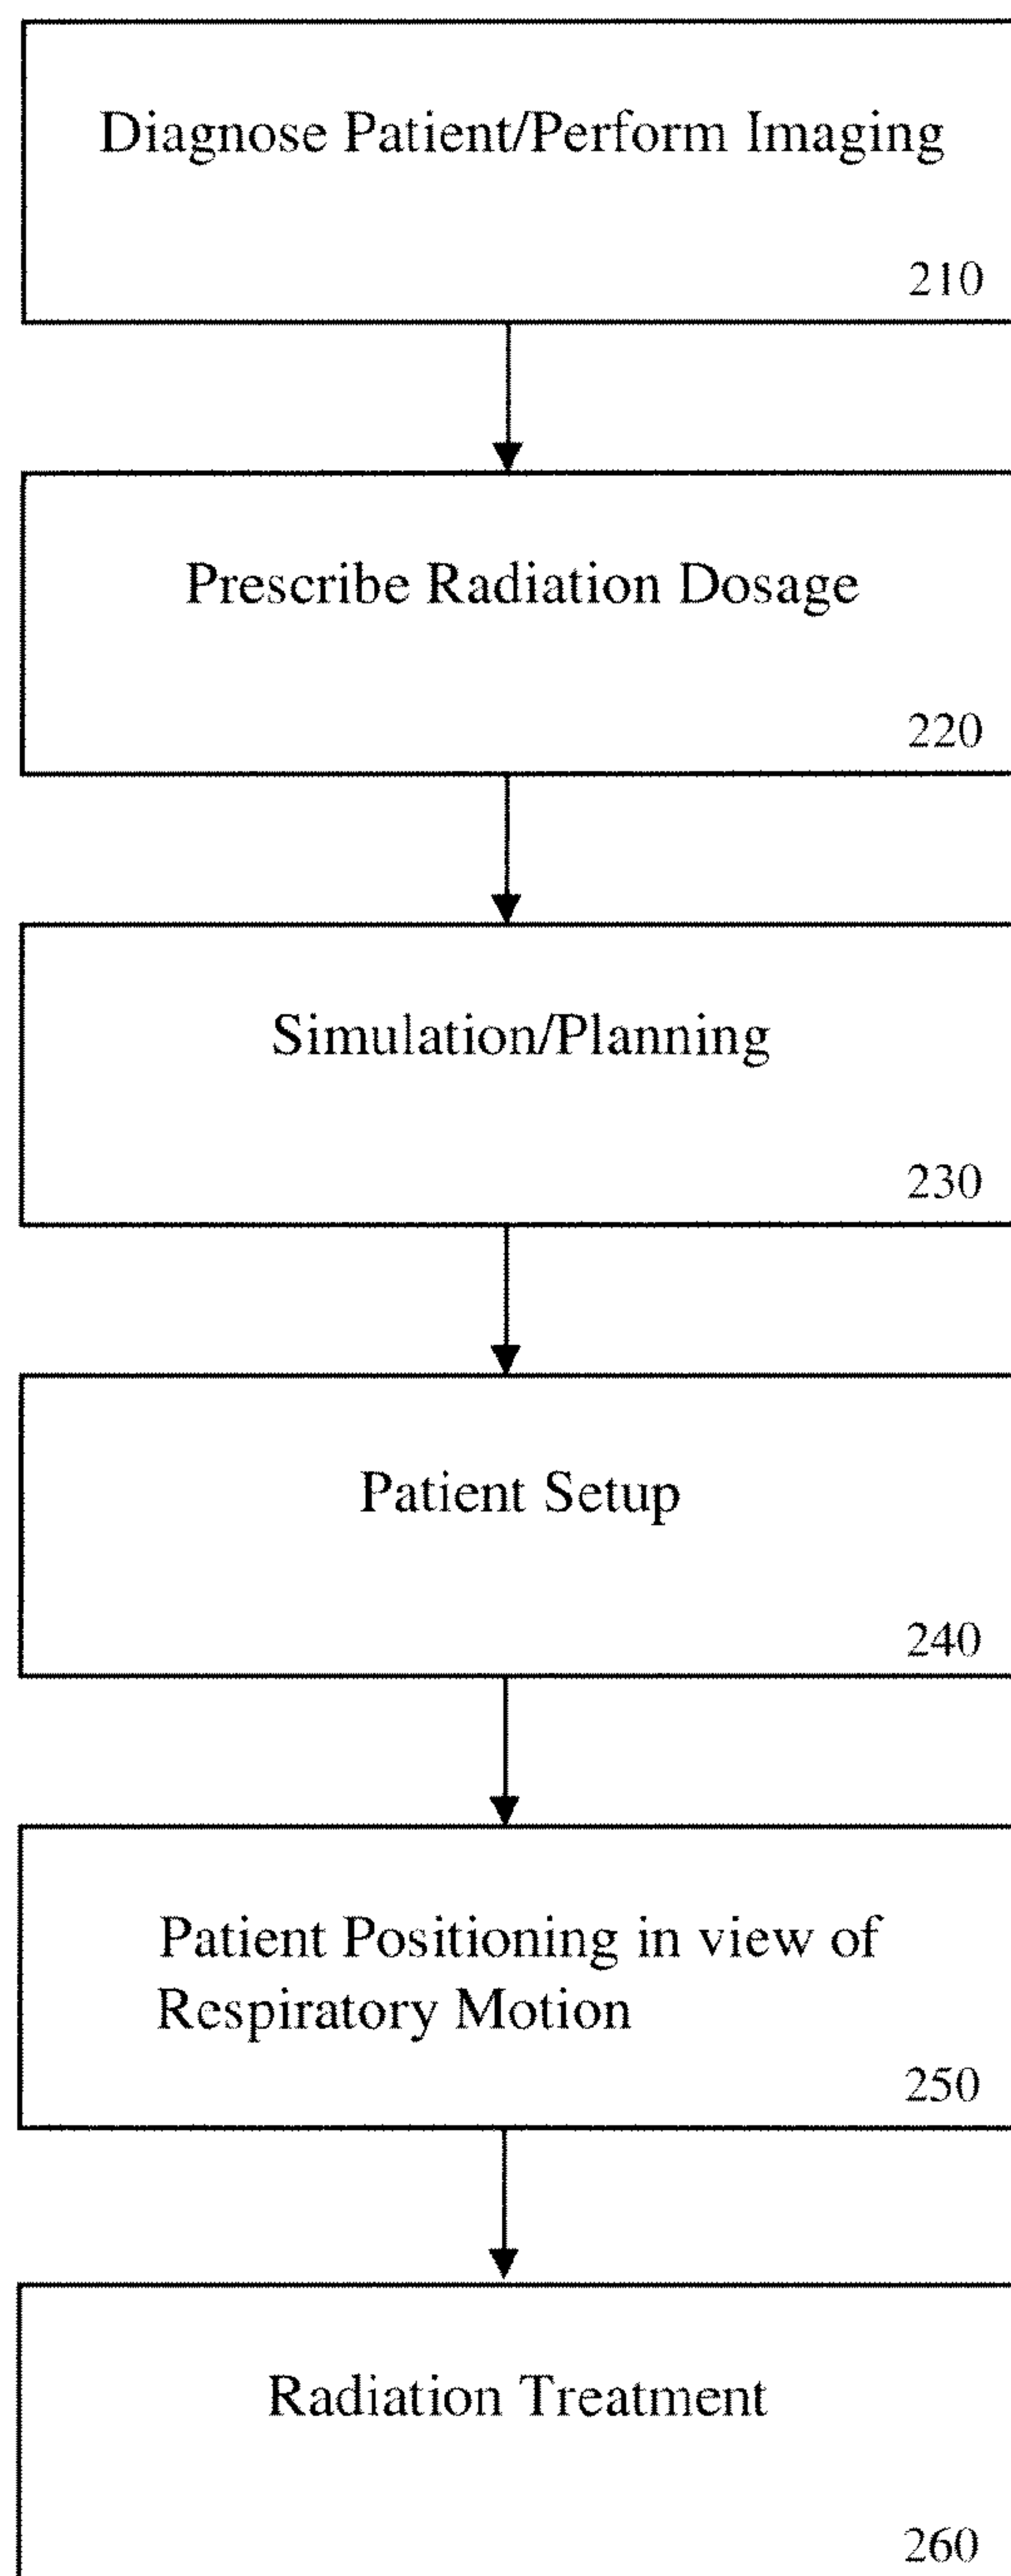 Diagnose Patient/Perform Imaging
210
Prescribe Radiation Dosage
220
Simulation/Planning
230
Patient Setup
240
Patient Positioning in view of
Respiratory Motion
250
Radiation Treatment
260